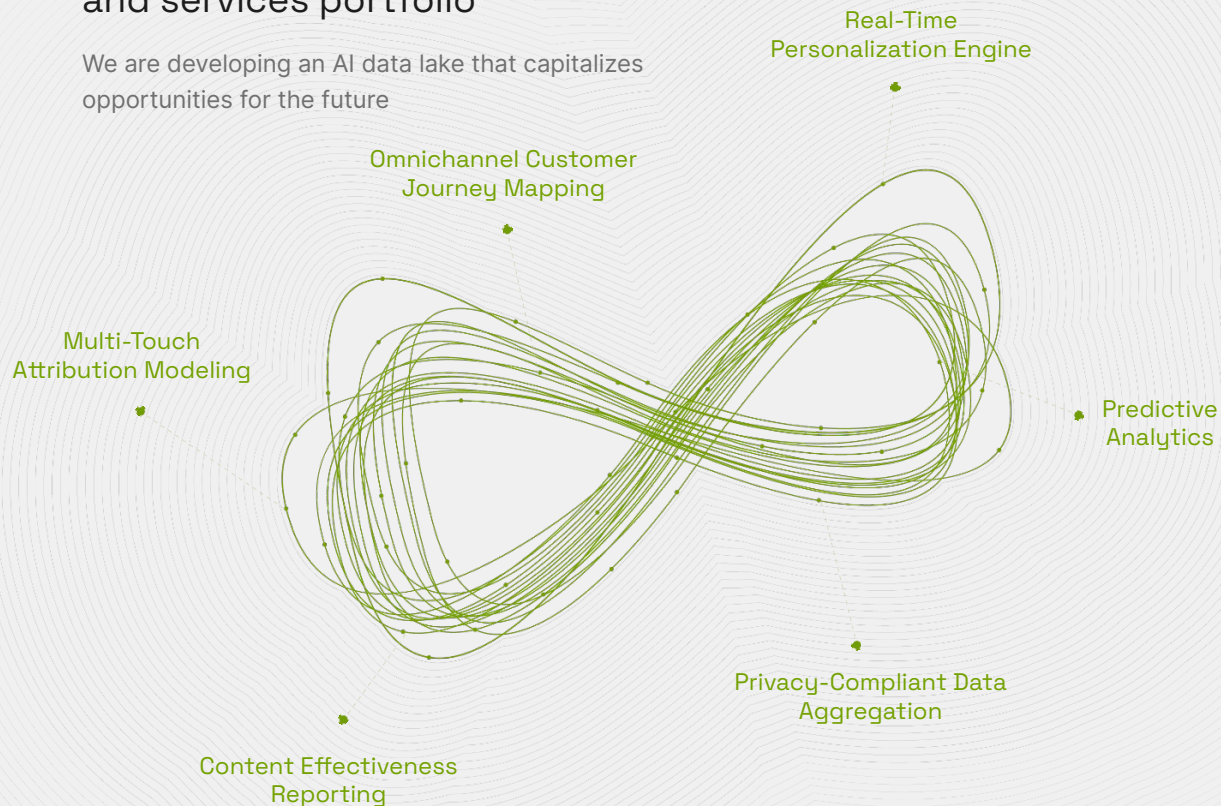 and services portfolio
We are developing an AI data lake that capitalizes
opportunities for the future
Real-Time
Personalization Engine
Omnichannel Customer
Journey Mapping
Multi-Touch
Attribution Modeling
Predictive
Analytics
Privacy-Compliant Data
Aggregation
Content Effectiveness
Reporting